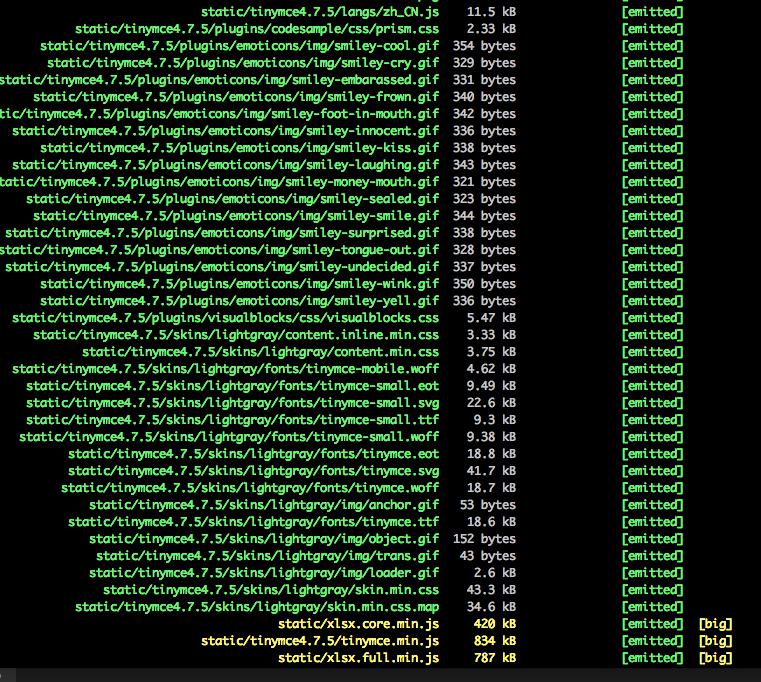 static/tinymce4.7.5/langs/zh_CN.js 11.5 kB [emitted]
static/tinymce4.7.5/plugins/codesample/css/prism.css 2.33 kB [emitted]
static/tinymce4.7.5/plugins/emoticons/img/smiley-cool.gif 354 bytes [emitted]
static/tinymce4.7.5/plugins/emoticons/img/smiley-cry.gif 329 bytes [emitted]
static/tinymce4.7.5/plugins/emoticons/img/smiley-embarassed.gif 331 bytes [emitted]
static/tinymce4.7.5/plugins/emoticons/img/smiley-frown.gif 340 bytes [emitted]
tic/tinymce4.7.5/plugins/emoticons/img/smiley-foot-in-mouth.gif 342 bytes [emitted]
static/tinymce4.7.5/plugins/emoticons/img/smiley-innocent.gif 336 bytes [emitted]
static/tinymce4.7.5/plugins/emoticons/img/smiley-kiss.gif 338 bytes [emitted]
static/tinymce4.7.5/plugins/emoticons/img/smiley-laughing.gif 343 bytes [emitted]
tatic/tinymce4.7.5/plugins/emoticons/img/smiley-money-mouth.gif 321 bytes [emitted]
static/tinymce4.7.5/plugins/emoticons/img/smiley-sealed.gif 323 bytes [emitted]
static/tinymce4.7.5/plugins/emoticons/img/smiley-smile.gif 344 bytes [emitted]
static/tinymce4.7.5/plugins/emoticons/img/smiley-surprised.gif 338 bytes [emitted]
static/tinymce4.7.5/plugins/emoticons/img/smiley-tongue-out.gif 328 bytes [emitted]
static/tinymce4.7.5/plugins/emoticons/img/smiley-undecided.gif 337 bytes [emitted]
static/tinymce4.7.5/plugins/emoticons/img/smiley-wink.gif 350 bytes [emitted]
static/tinymce4.7.5/plugins/emoticons/img/smiley-yell.gif 336 bytes [emitted]
static/tinymce4.7.5/plugins/visualblocks/css/visualblocks.css 5.47 kB [emitted]
static/tinymce4.7.5/skins/lightgray/content.inline.min.css 3.33 kB [emitted]
static/tinymce4.7.5/skins/lightgray/content.min.css 3.75 kB [emitted]
static/tinymce4.7.5/skins/lightgray/fonts/tinymce-mobile.woff 4.62 kB [emitted]
static/tinymce4.7.5/skins/lightgray/fonts/tinymce-small.eot 9.49 kB [emitted]
static/tinymce4.7.5/skins/lightgray/fonts/tinymce-small.svg 22.6 kB [emitted]
static/tinymce4.7.5/skins/lightgray/fonts/tinymce-small.ttf 9.3 kB [emitted]
static/tinymce4.7.5/skins/lightgray/fonts/tinymce-small.woff 9.38 kB [emitted]
static/tinymce4.7.5/skins/lightgray/fonts/tinymce.eot 18.8 kB [emitted]
static/tinymce4.7.5/skins/lightgray/fonts/tinymce.svg 41.7 kB [emitted]
static/tinymce4.7.5/skins/lightgray/fonts/tinymce.woff 18.7 kB [emitted]
static/tinymce4.7.5/skins/lightgray/img/anchor.gif 53 bytes [emitted]
static/tinymce4.7.5/skins/lightgray/fonts/tinymce.ttf 18.6 kB [emitted]
static/tinymce4.7.5/skins/lightgray/img/object.gif 152 bytes [emitted]
static/tinymce4.7.5/skins/lightgray/img/trans.gif 43 bytes [emitted]
static/tinymce4.7.5/skins/lightgray/img/loader.gif 2.6 kB [emitted]
static/tinymce4.7.5/skins/lightgray/skin.min.css 43.3 kB [emitted]
static/tinymce4.7.5/skins/lightgray/skin.min.css.map 34.6 kB [emitted]
static/xlsx.core.min.js 420 kB [emitted] [big]
static/tinymce4.7.5/tinymce.min.js 834 kB [emitted] [big]
static/xlsx.full.min.js 787 kB [emitted] [big]